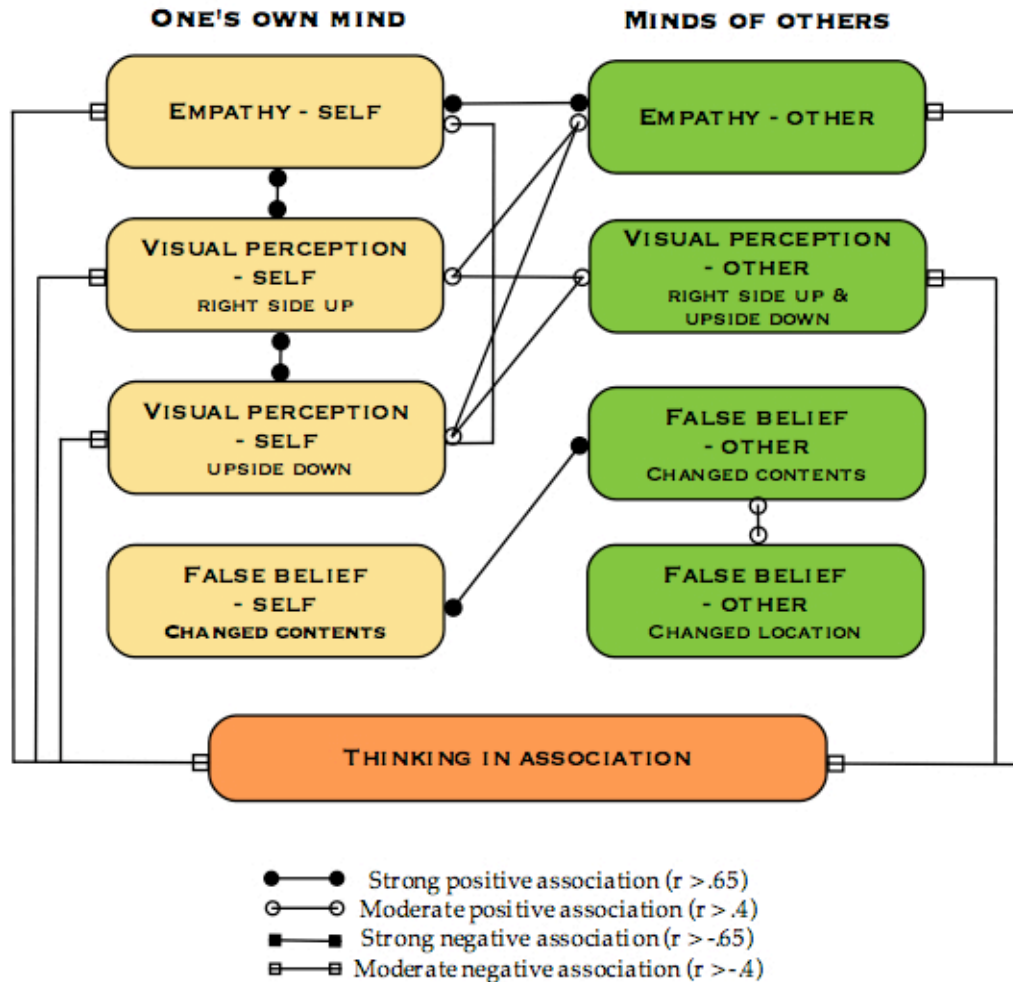 ONE'S OWN MIND
MINDS OF OTHERS
EMPATHY - SELF
EMPATHY - OTHER
VISUAL PERCEPTION
- SELF
RIGHT SIDE UP
VISUAL PERCEPTION
- OTHER
RIGHT SIDE UP &
UPSIDE DOWN
VISUAL PERCEPTION
- SELF
UPSIDE DOWN
FALSE BELIEF
- OTHER
CHANGED CONTENTS
FALSE BELIEF
- SELF
CHANGED CONTENTS
FALSE BELIEF
- OTHER
CHANGED LOCATION
THINKING IN ASSOCIATION
Strong positive association (r >.65)
Moderate positive association (r >.4)
Strong negative association (r >-.65)
Moderate negative association (r >-.4)